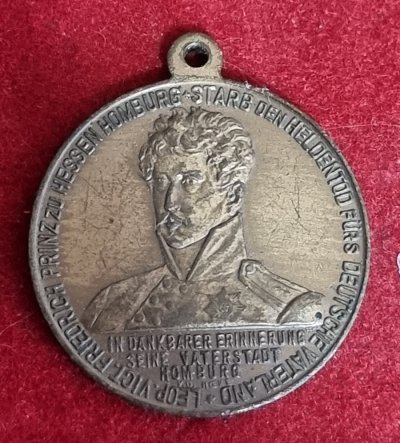 LEOP. VICT. FRIEDRICH PRINZ ZU HESSEN HOMBURG · STARB DEN HELDENTOD FÜRS DEUTSCHE VATERLAND
IN DANKBARER ERINNERUNG
SEINE VATERSTADT
HOMBURG